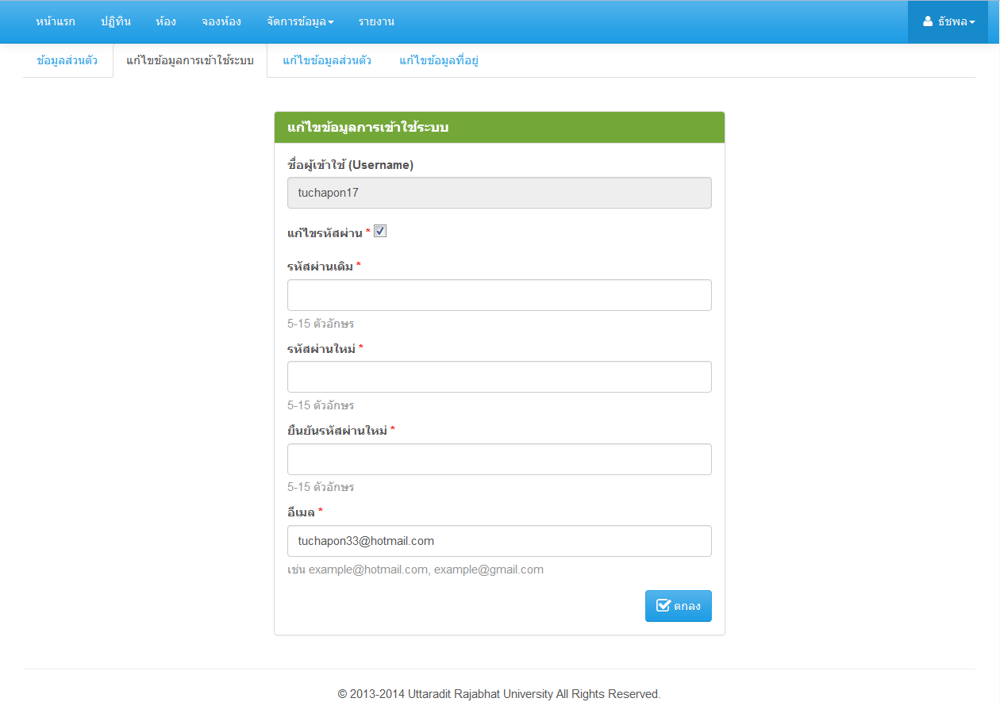 หน้าแรก ปฏิทิน ห้อง จองห้อง จัดการข้อมูล รายงาน ธัชพล
ข้อมูลส่วนตัว แก้ไขข้อมูลการเข้าใช้ระบบ แก้ไขข้อมูลส่วนตัว แก้ไขข้อมูลที่อยู่
แก้ไขข้อมูลการเข้าใช้ระบบ
ชื่อผู้เข้าใช้ (Username)
tuchapon17
แก้ไขรหัสผ่าน *
รหัสผ่านเดิม *
5-15 ตัวอักษร
รหัสผ่านใหม่ *
5-15 ตัวอักษร
ยืนยันรหัสผ่านใหม่ *
5-15 ตัวอักษร
อีเมล *
tuchapon33@hotmail.com
เช่น example@hotmail.com, example@gmail.com
ตกลง
© 2013-2014 Uttaradit Rajabhat University All Rights Reserved.